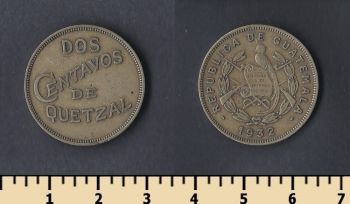 DOS
CENTAVOS
DE
QUETZAL
REPUBLICA DE GUATEMALA
1932
1 2 3 4 5 6 7